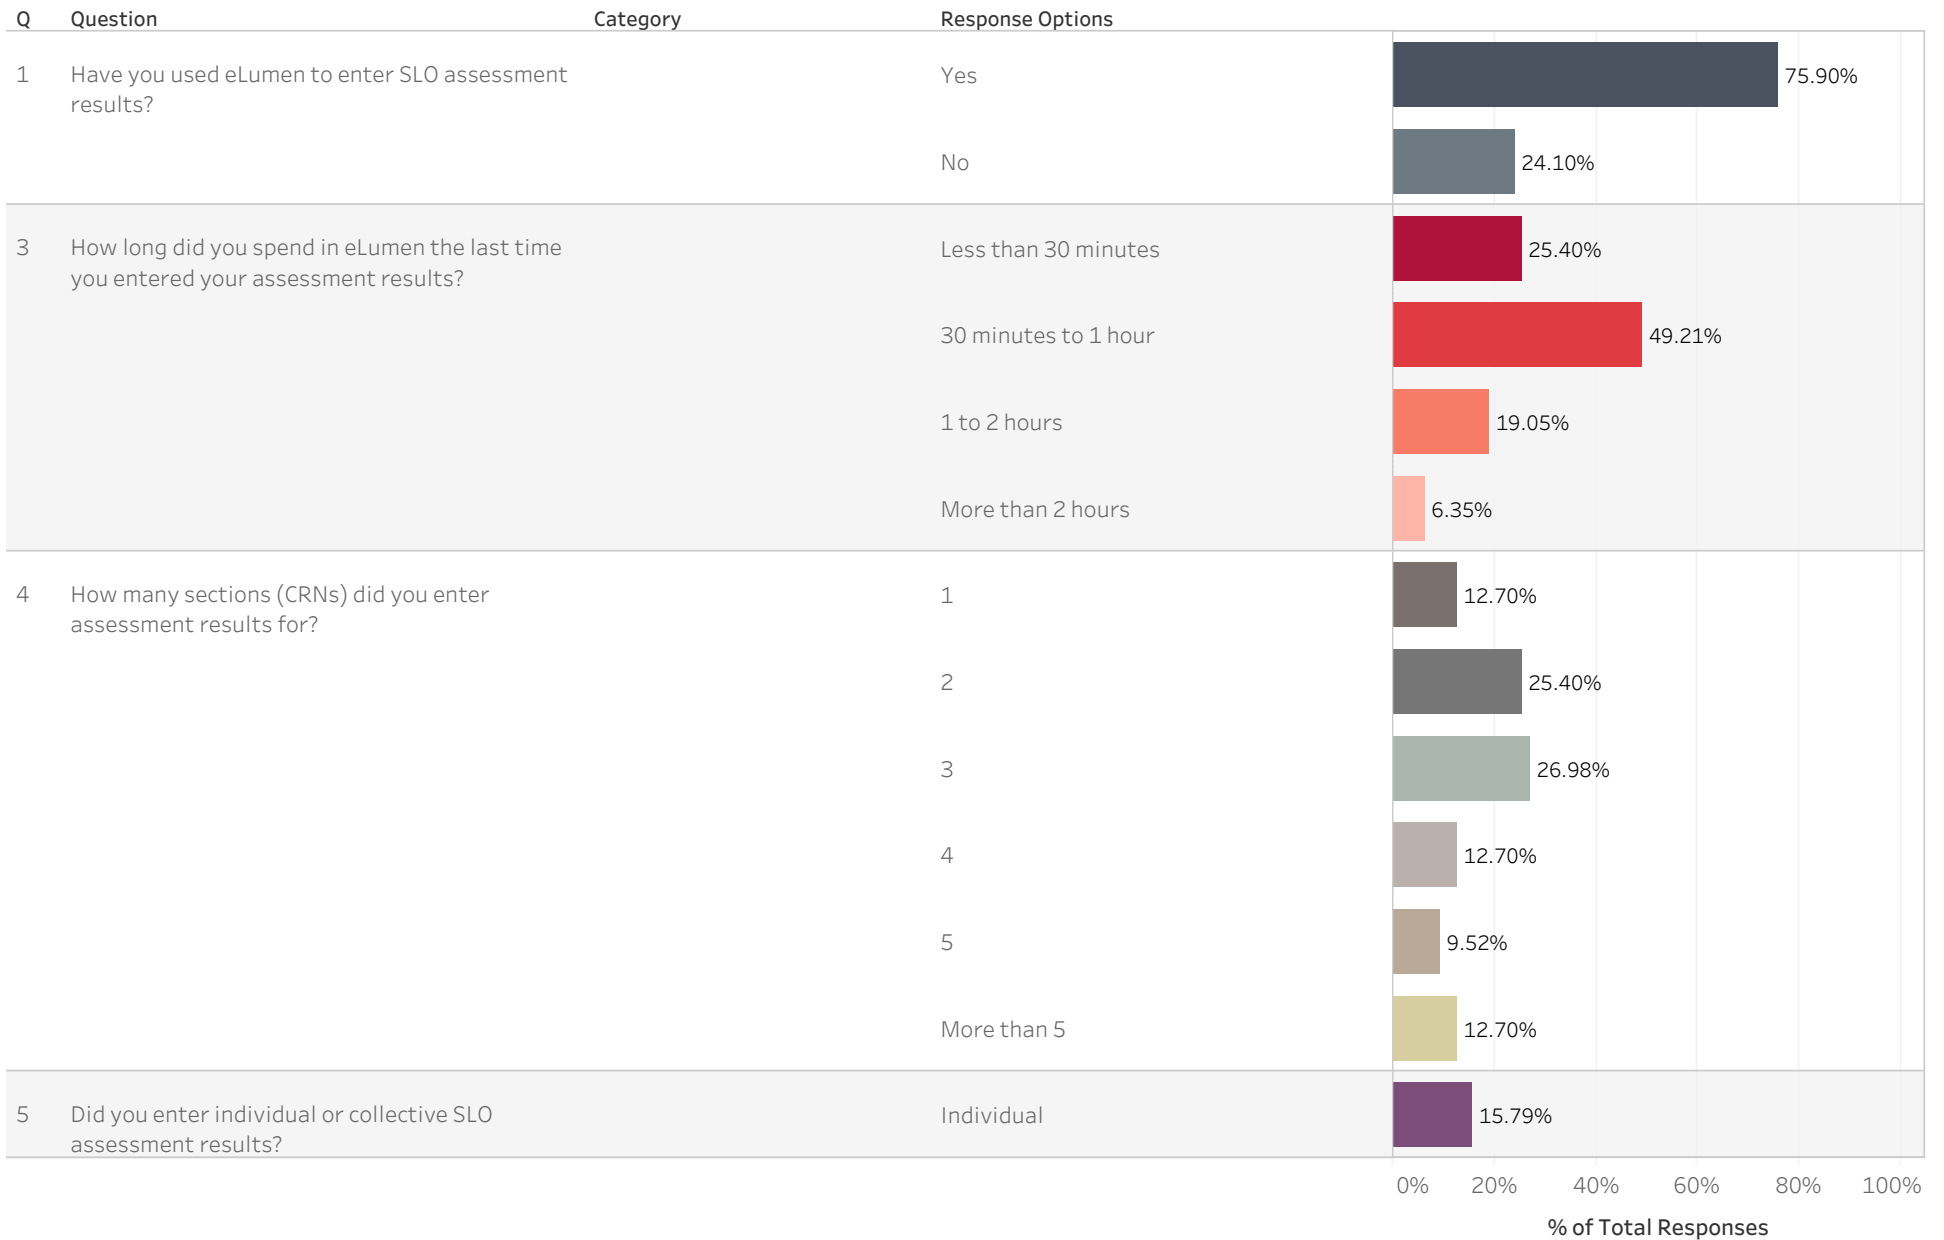 Q Question Category Response Options
1 Have you used eLumen to enter SLO assessment Yes 75.90%
results?
No 24.10%
3 How long did you spend in eLumen the last time Less than 30 minutes 25.40%
you entered your assessment results?
30 minutes to 1 hour 49.21%
1 to 2 hours 19.05%
More than 2 hours 6.35%
4 How many sections (CRNs) did you enter 1 12.70%
assessment results for?
2 25.40%
3 26.98%
4 12.70%
5 9.52%
More than 5 12.70%
5 Did you enter individual or collective SLO Individual 15.79%
assessment results?
0% 20% 40% 60% 80% 100%
% of Total Responses